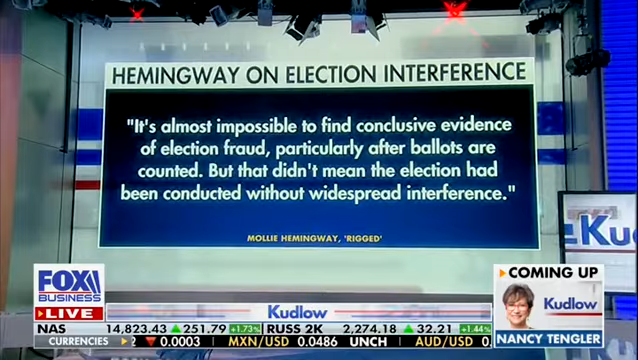 HEMINGWAY ON ELECTION INTERFERENCE
"It's almost impossible to find conclusive evidence
of election fraud, particularly after ballots are
counted. But that didn't mean the election had
been conducted without widespread interference."
MOLLIE HEMINGWAY, 'RIGGED'
Kudl
FOX
BUSINESS
LIVE
Kudlow
COMING UP
Kudlow
NANCY TENGLER
NAS 14,823.43 ▲ 251.79 +1.73% RUSS 2K 2,274.18 ▲ 32.21 +1.44%
CURRENCIES 2 ▼ 0.0003 MXN/USD 0.0486 UNCH AUD/USD 0.